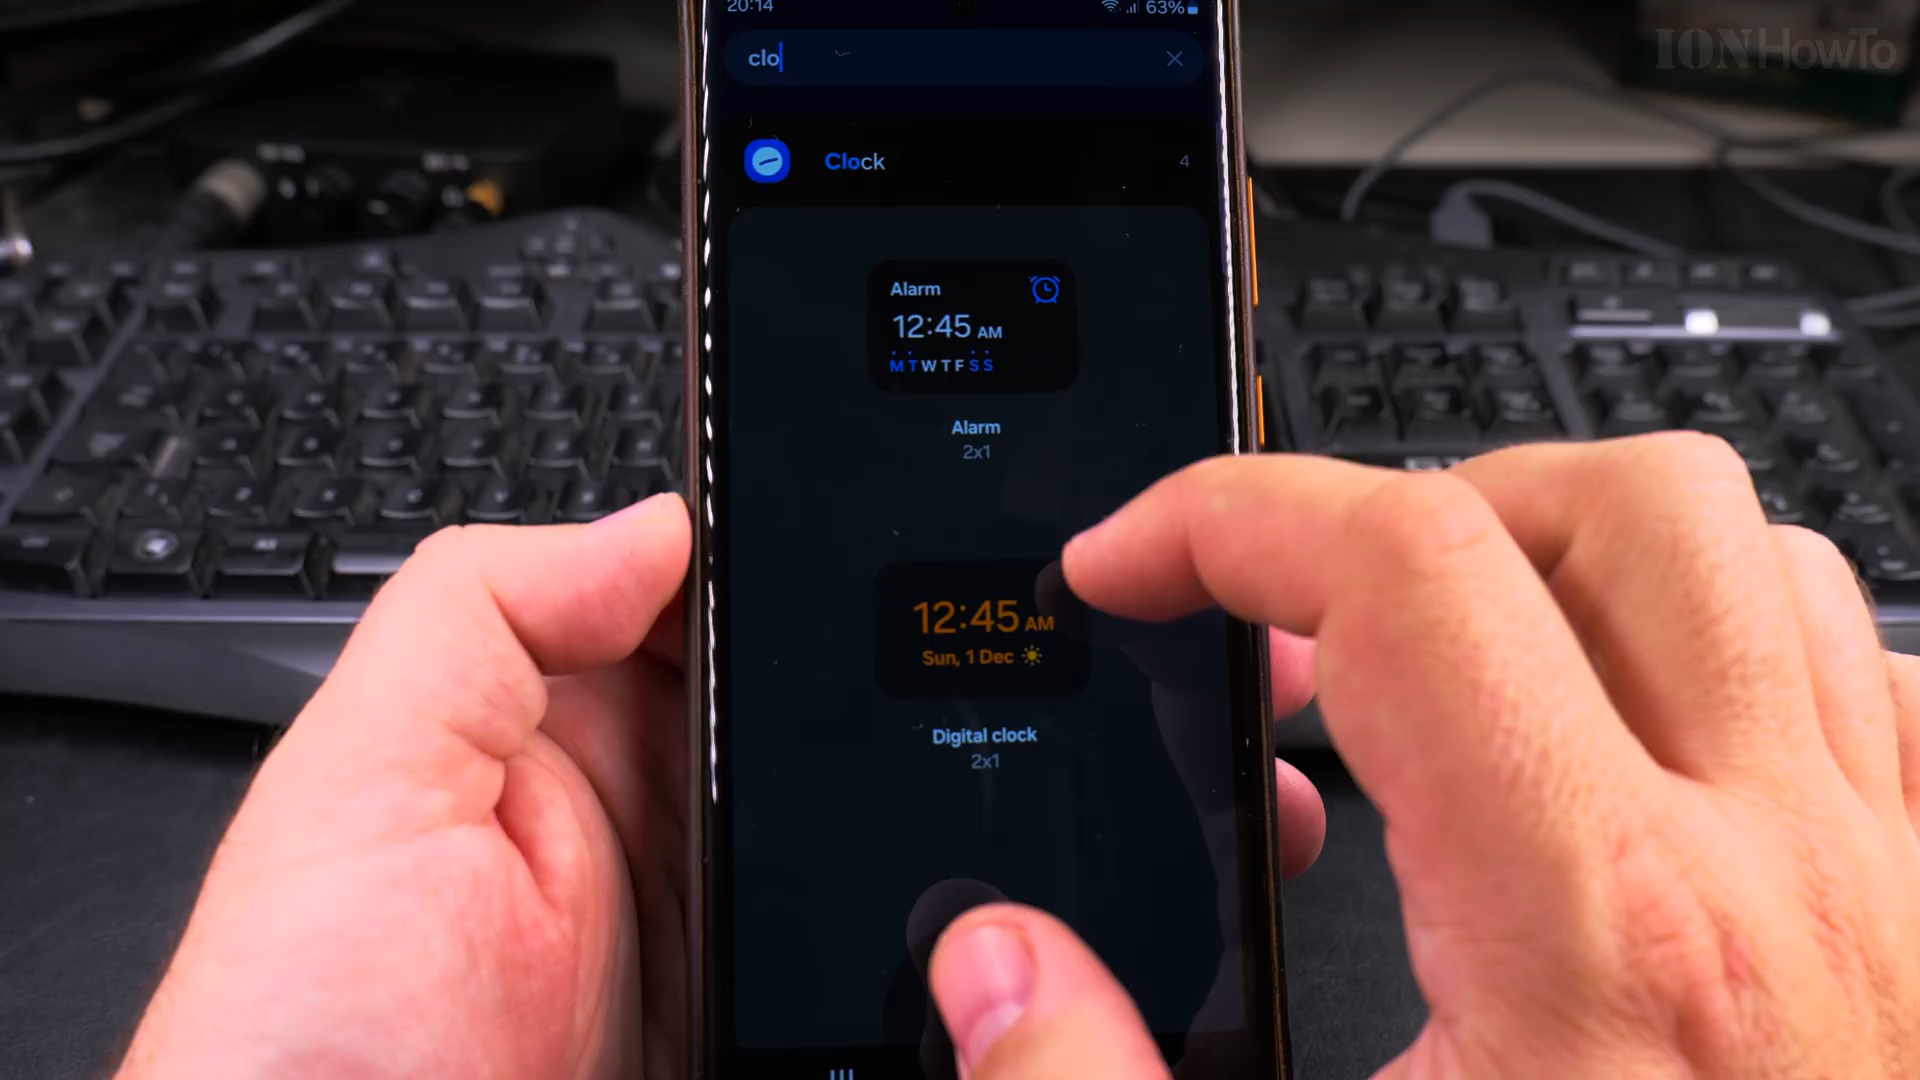 IONHowTo
20:14
63%
clo
Clock
4
Alarm
12:45 AM
MTWTFSS
Alarm
2x1
12:45 AM
Sun, 1 Dec
Digital clock
2x1